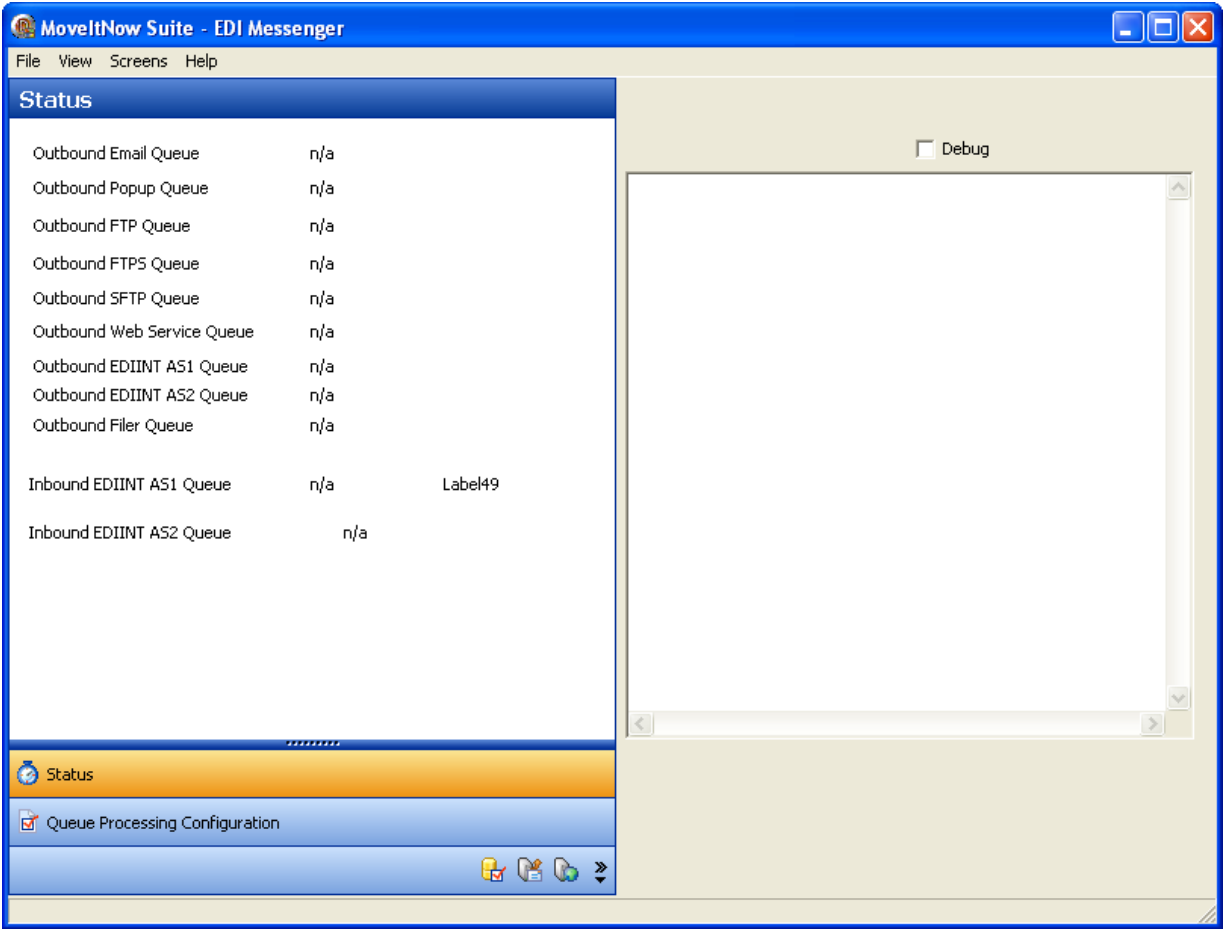 MoveItNow Suite - EDI Messenger
File View Screens Help
Status
Debug
Outbound Email Queue n/a
Outbound Popup Queue n/a
Outbound FTP Queue n/a
Outbound FTPS Queue n/a
Outbound SFTP Queue n/a
Outbound Web Service Queue n/a
Outbound EDIINT AS1 Queue n/a
Outbound EDIINT AS2 Queue n/a
Outbound Filer Queue n/a
Inbound EDIINT AS1 Queue n/a Label49
Inbound EDIINT AS2 Queue n/a
Status
Queue Processing Configuration